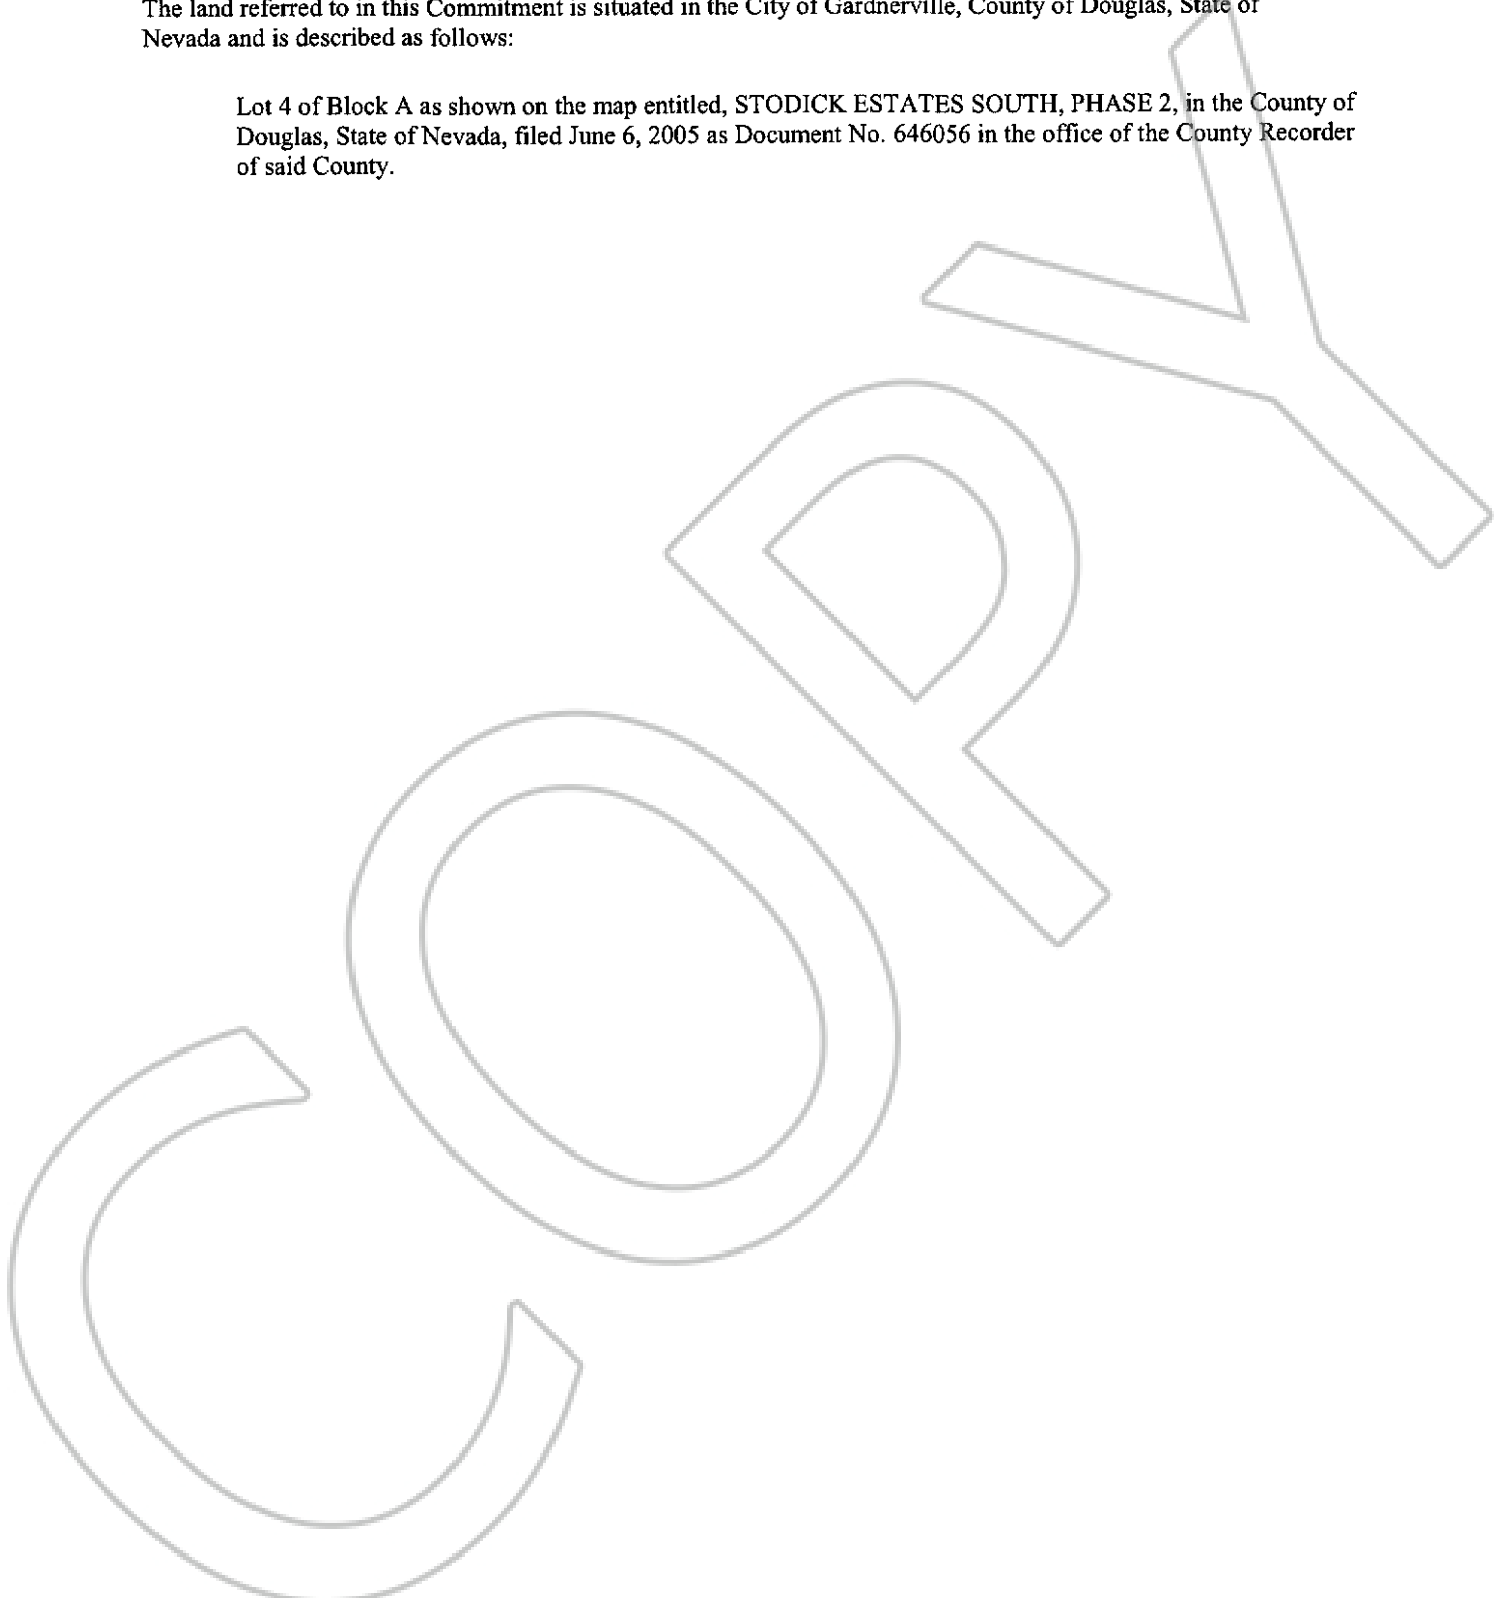 The land referred to in this Commitment is situated in the City of Gardnerville, County of Douglas, State of
Nevada and is described as follows:
Lot 4 of Block A as shown on the map entitled, STODICK ESTATES SOUTH, PHASE 2, in the County of
Douglas, State of Nevada, filed June 6, 2005 as Document No. 646056 in the office of the County Recorder
of said County.
COPY